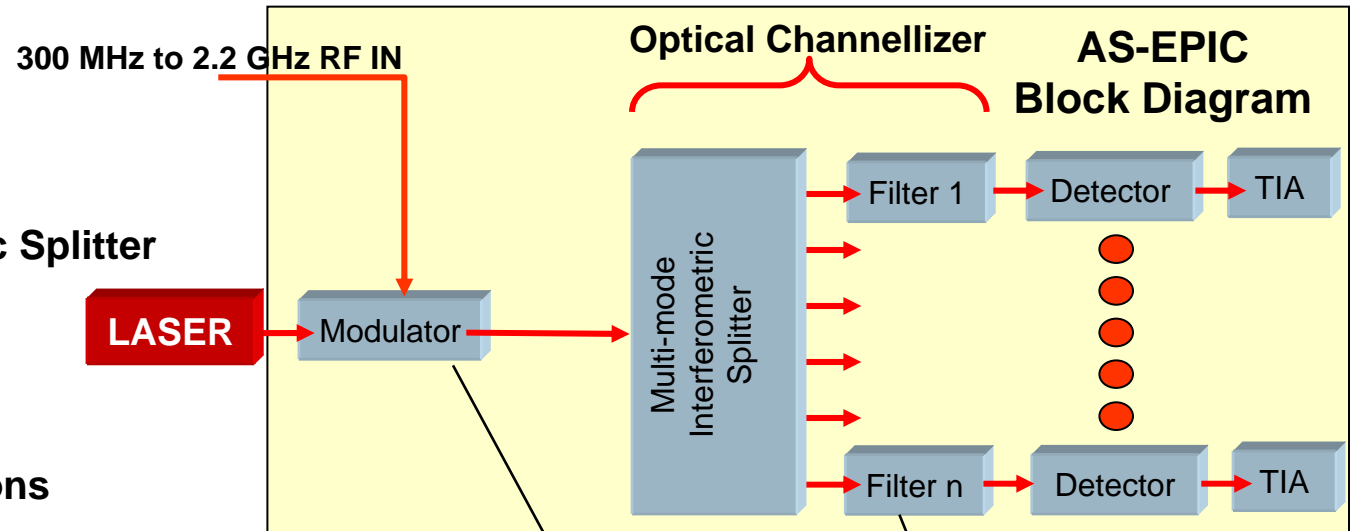 300 MHz to 2.2 GHz RF IN
Optical Channellizer
AS-EPIC
Block Diagram
Filter 1
Detector
TIA
Splitter
LASER
Modulator
Multi-mode
Interferometric
Splitter
Filter n
Detector
TIA